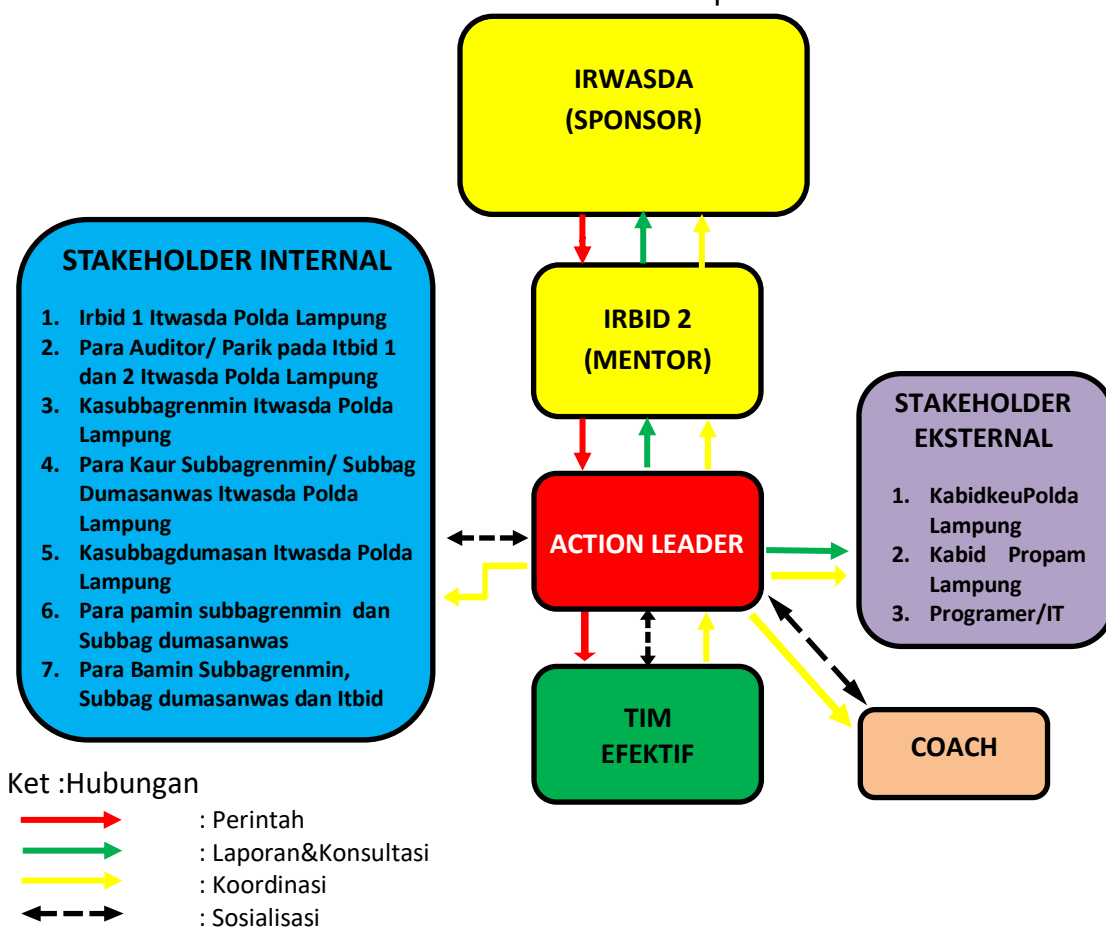 IRWASDA
(SPONSOR)
STAKEHOLDER INTERNAL
1. Irbid 1 Itwasda Polda Lampung
2. Para Auditor/ Parik pada Itbid 1
dan 2 Itwasda Polda Lampung
3. Kasubbagrenmin Itwasda Polda
Lampung
4. Para Kaur Subbagrenmin/ Subbag
Dumasanwas Itwasda Polda
Lampung
5. Kasubbagdumasan Itwasda Polda
Lampung
6. Para pamin subbagrenmin dan
Subbag dumasanwas
7. Para Bamin Subbagrenmin,
Subbag dumasanwas dan Itbid
IRBID 2
(MENTOR)
STAKEHOLDER
EKSTERNAL
1. KabidkeuPolda
Lampung
2. Kabid Propam
Lampung
3. Programer/IT
ACTION LEADER
TIM
EFEKTIF
COACH
Ket :Hubungan
: Perintah
: Laporan&Konsultasi
: Koordinasi
: Sosialisasi